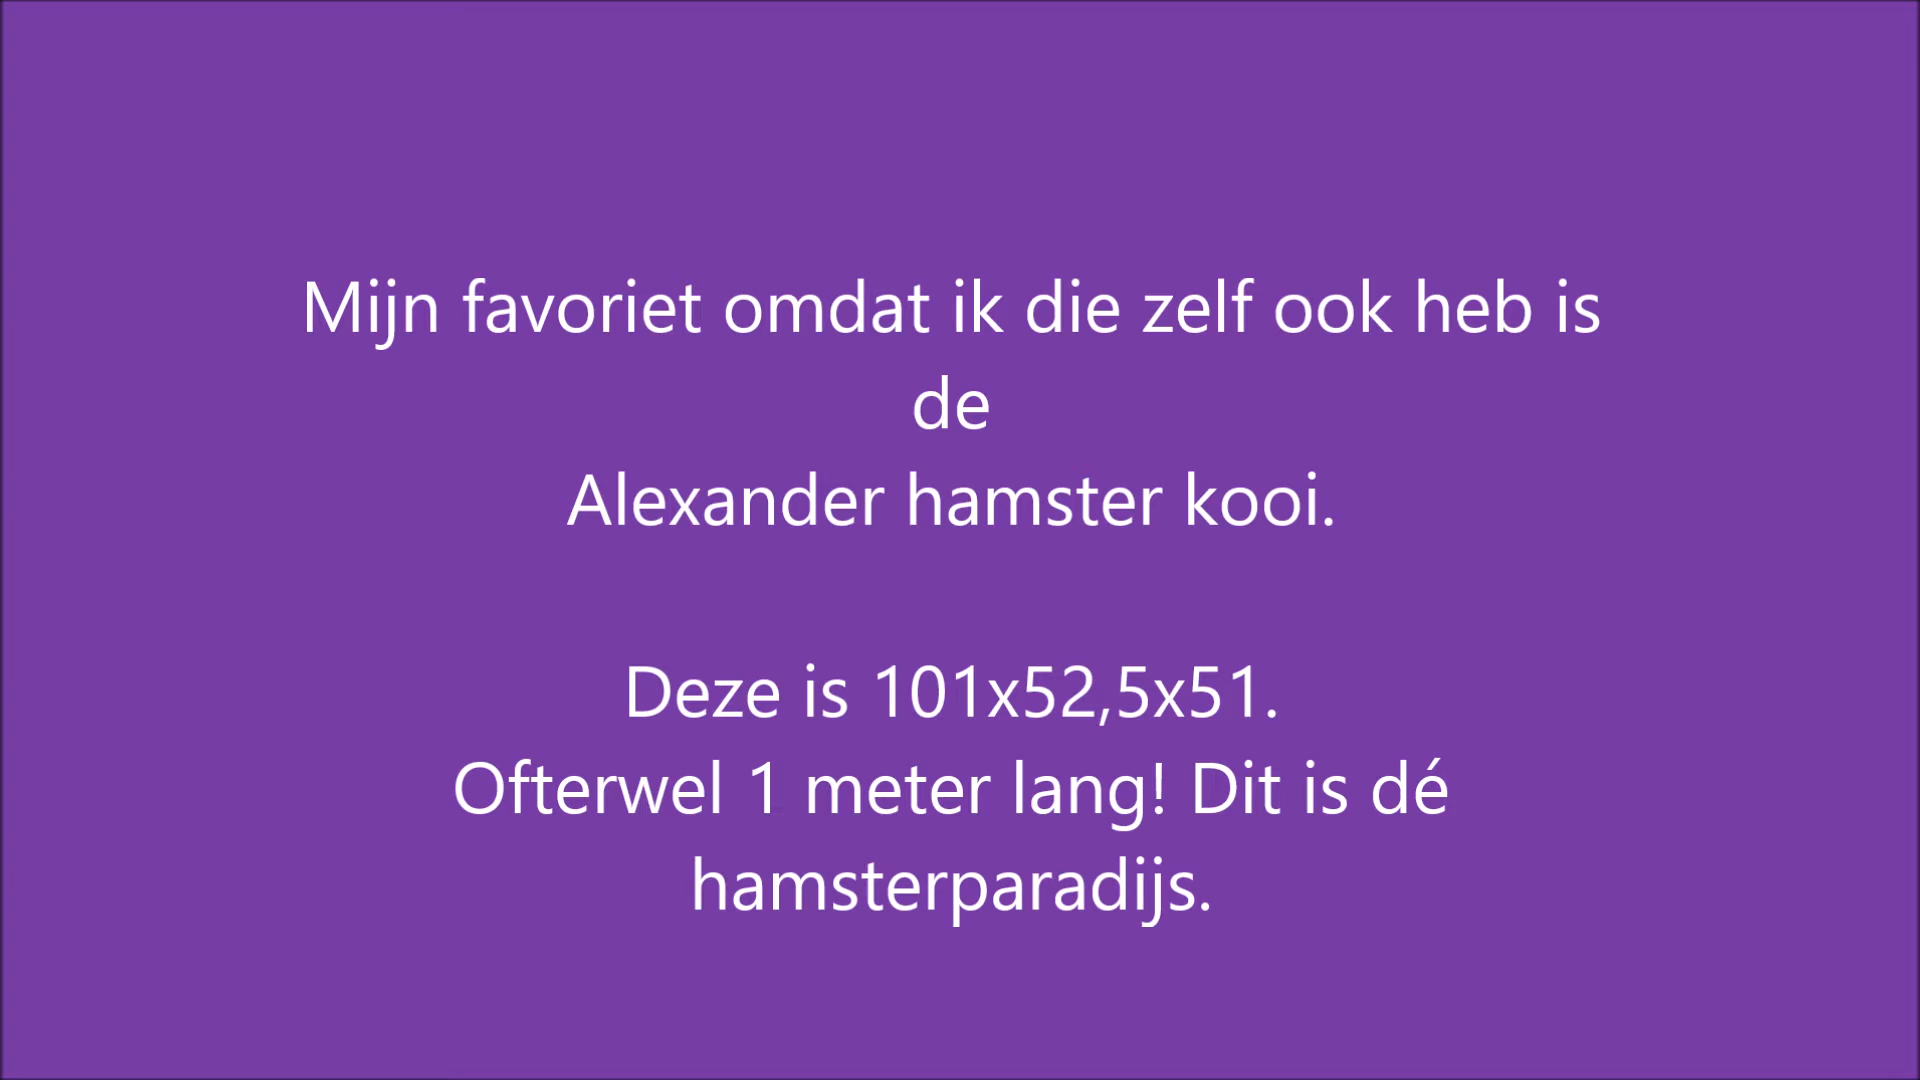 Mijn favoriet omdat ik die zelf ook heb is
de
Alexander hamster kooi.
Deze is 101x52,5x51.
Ofterwel 1 meter lang! Dit is dé
hamsterparadijs.